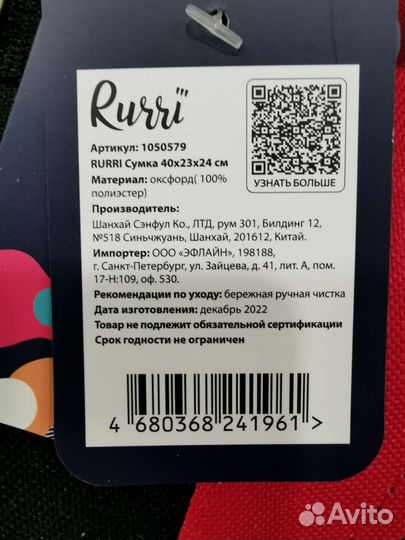 Rurri
УЗНАТЬ БОЛЬШЕ
Артикул: 1050579
RURRI Сумка 40x23x24 см
Материал: оксфорд( 100%
полиэстер)
Производитель:
Шанхай Сэнфул Ко., ЛТД, рум 301, Билдинг 12,
№518 Синьчжуань, Шанхай, 201612, Китай.
Импортер: ООО «ЭФЛАЙН», 198188,
г. Санкт-Петербург, ул. Зайцева, д. 41, лит. А, пом.
17-Н:109, оф. 530.
Рекомендации по уходу: бережная ручная чистка
Дата изготовления: декабрь 2022
Товар не подлежит обязательной сертификации
Срок годности не ограничен
4 680368 241961 >
Avito